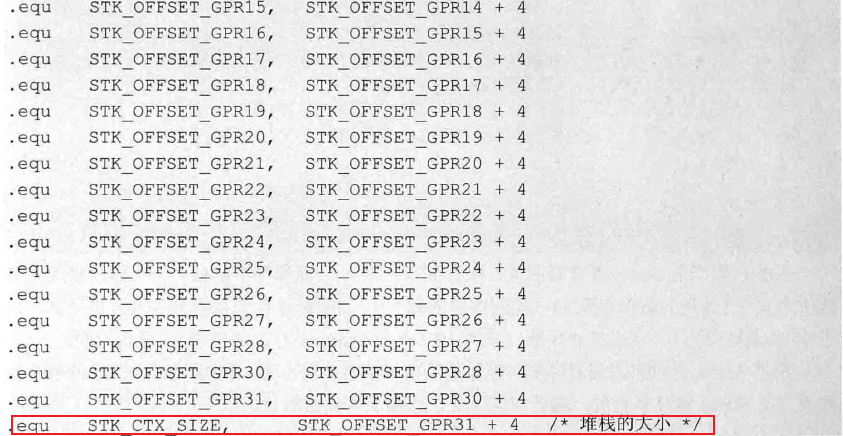 .equ STK_OFFSET_GPR15, STK_OFFSET_GPR14 + 4
.equ STK_OFFSET_GPR16, STK_OFFSET_GPR15 + 4
.equ STK_OFFSET_GPR17, STK_OFFSET_GPR16 + 4
.equ STK_OFFSET_GPR18, STK_OFFSET_GPR17 + 4
.equ STK_OFFSET_GPR19, STK_OFFSET_GPR18 + 4
.equ STK_OFFSET_GPR20, STK_OFFSET_GPR19 + 4
.equ STK_OFFSET_GPR21, STK_OFFSET_GPR20 + 4
.equ STK_OFFSET_GPR22, STK_OFFSET_GPR21 + 4
.equ STK_OFFSET_GPR23, STK_OFFSET_GPR22 + 4
.equ STK_OFFSET_GPR24, STK_OFFSET_GPR23 + 4
.equ STK_OFFSET_GPR25, STK_OFFSET_GPR24 + 4
.equ STK_OFFSET_GPR26, STK_OFFSET_GPR25 + 4
.equ STK_OFFSET_GPR27, STK_OFFSET_GPR26 + 4
.equ STK_OFFSET_GPR28, STK_OFFSET_GPR27 + 4
.equ STK_OFFSET_GPR30, STK_OFFSET_GPR28 + 4
.equ STK_OFFSET_GPR31, STK_OFFSET_GPR30 + 4
.equ STK_CTX_SIZE, STK_OFFSET_GPR31 + 4 /* 堆栈的大小 */